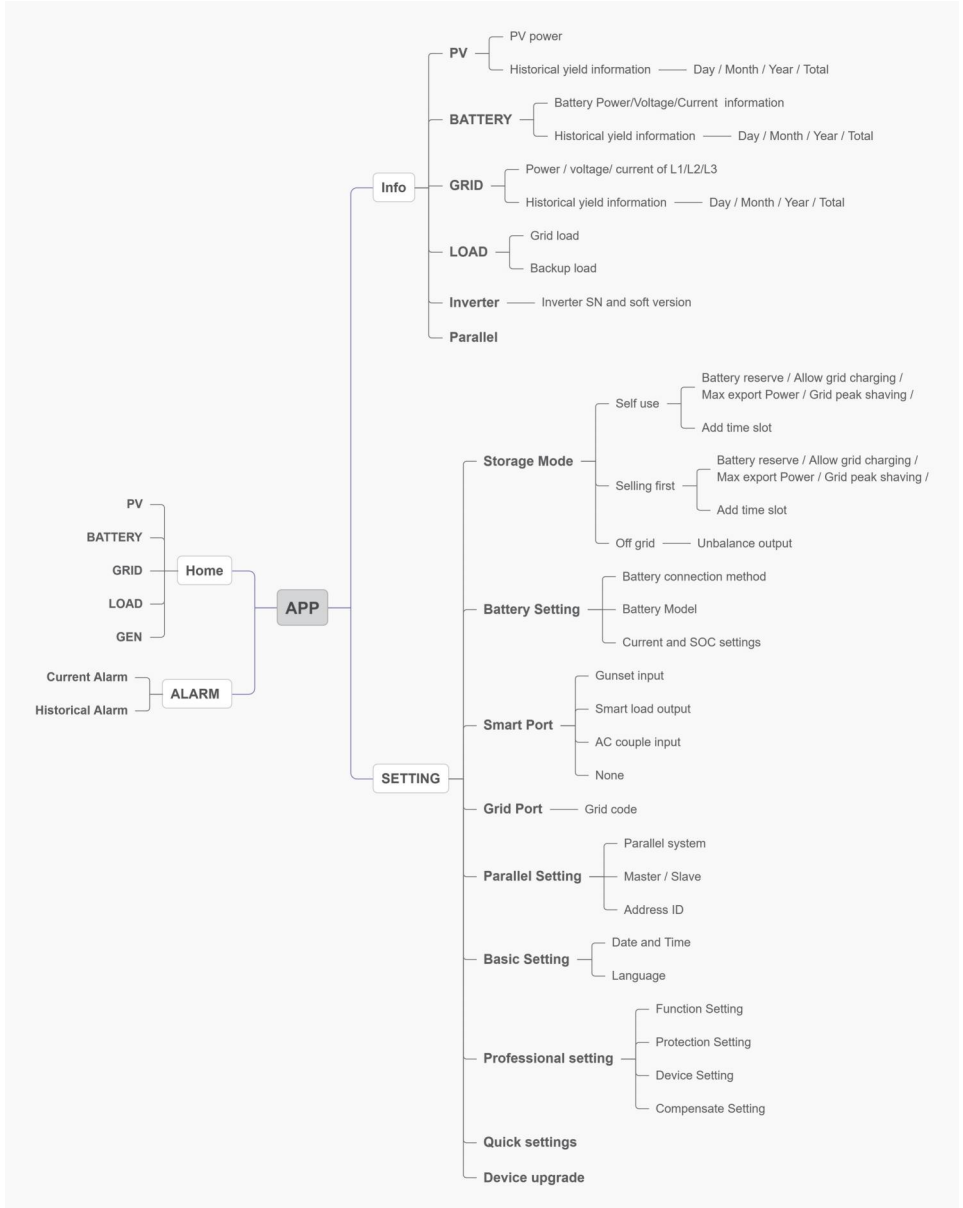 APP
Home
PV
BATTERY
GRID
LOAD
GEN
ALARM
Current Alarm
Historical Alarm
Info
PV
PV power
Historical yield information
Day / Month / Year / Total
BATTERY
Battery Power/Voltage/Current information
Historical yield information
Day / Month / Year / Total
GRID
Power / voltage/ current of L1/L2/L3
Historical yield information
Day / Month / Year / Total
LOAD
Grid load
Backup load
Inverter
Inverter SN and soft version
Parallel
SETTING
Storage Mode
Self use
Battery reserve / Allow grid charging /
Max export Power / Grid peak shaving /
Add time slot
Selling first
Battery reserve / Allow grid charging /
Max export Power / Grid peak shaving /
Add time slot
Off grid
Unbalance output
Battery Setting
Battery connection method
Battery Model
Current and SOC settings
Smart Port
Gunset input
Smart load output
AC couple input
None
Grid Port
Grid code
Parallel Setting
Parallel system
Master / Slave
Address ID
Basic Setting
Date and Time
Language
Professional setting
Function Setting
Protection Setting
Device Setting
Compensate Setting
Quick settings
Device upgrade